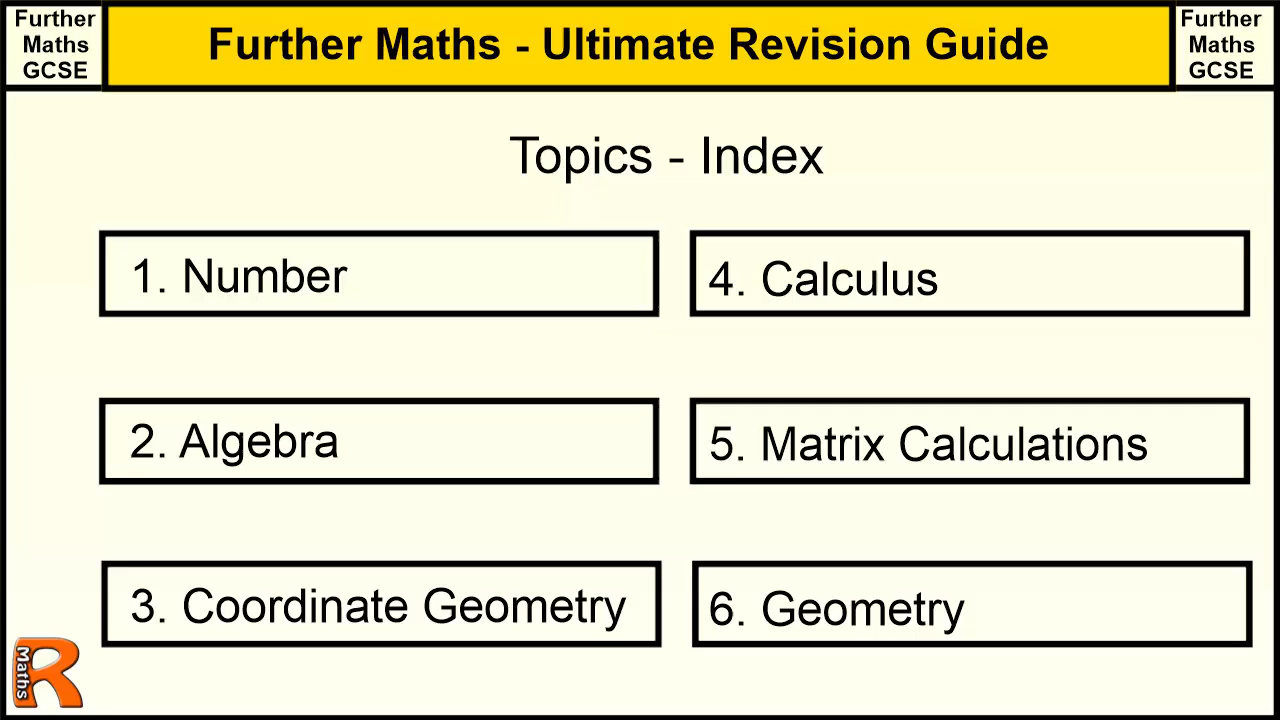 Further
Maths
GCSE
Further Maths - Ultimate Revision Guide
Further
Maths
GCSE
Topics - Index
1. Number
4. Calculus
2. Algebra
5. Matrix Calculations
3. Coordinate Geometry
6. Geometry
R
Maths